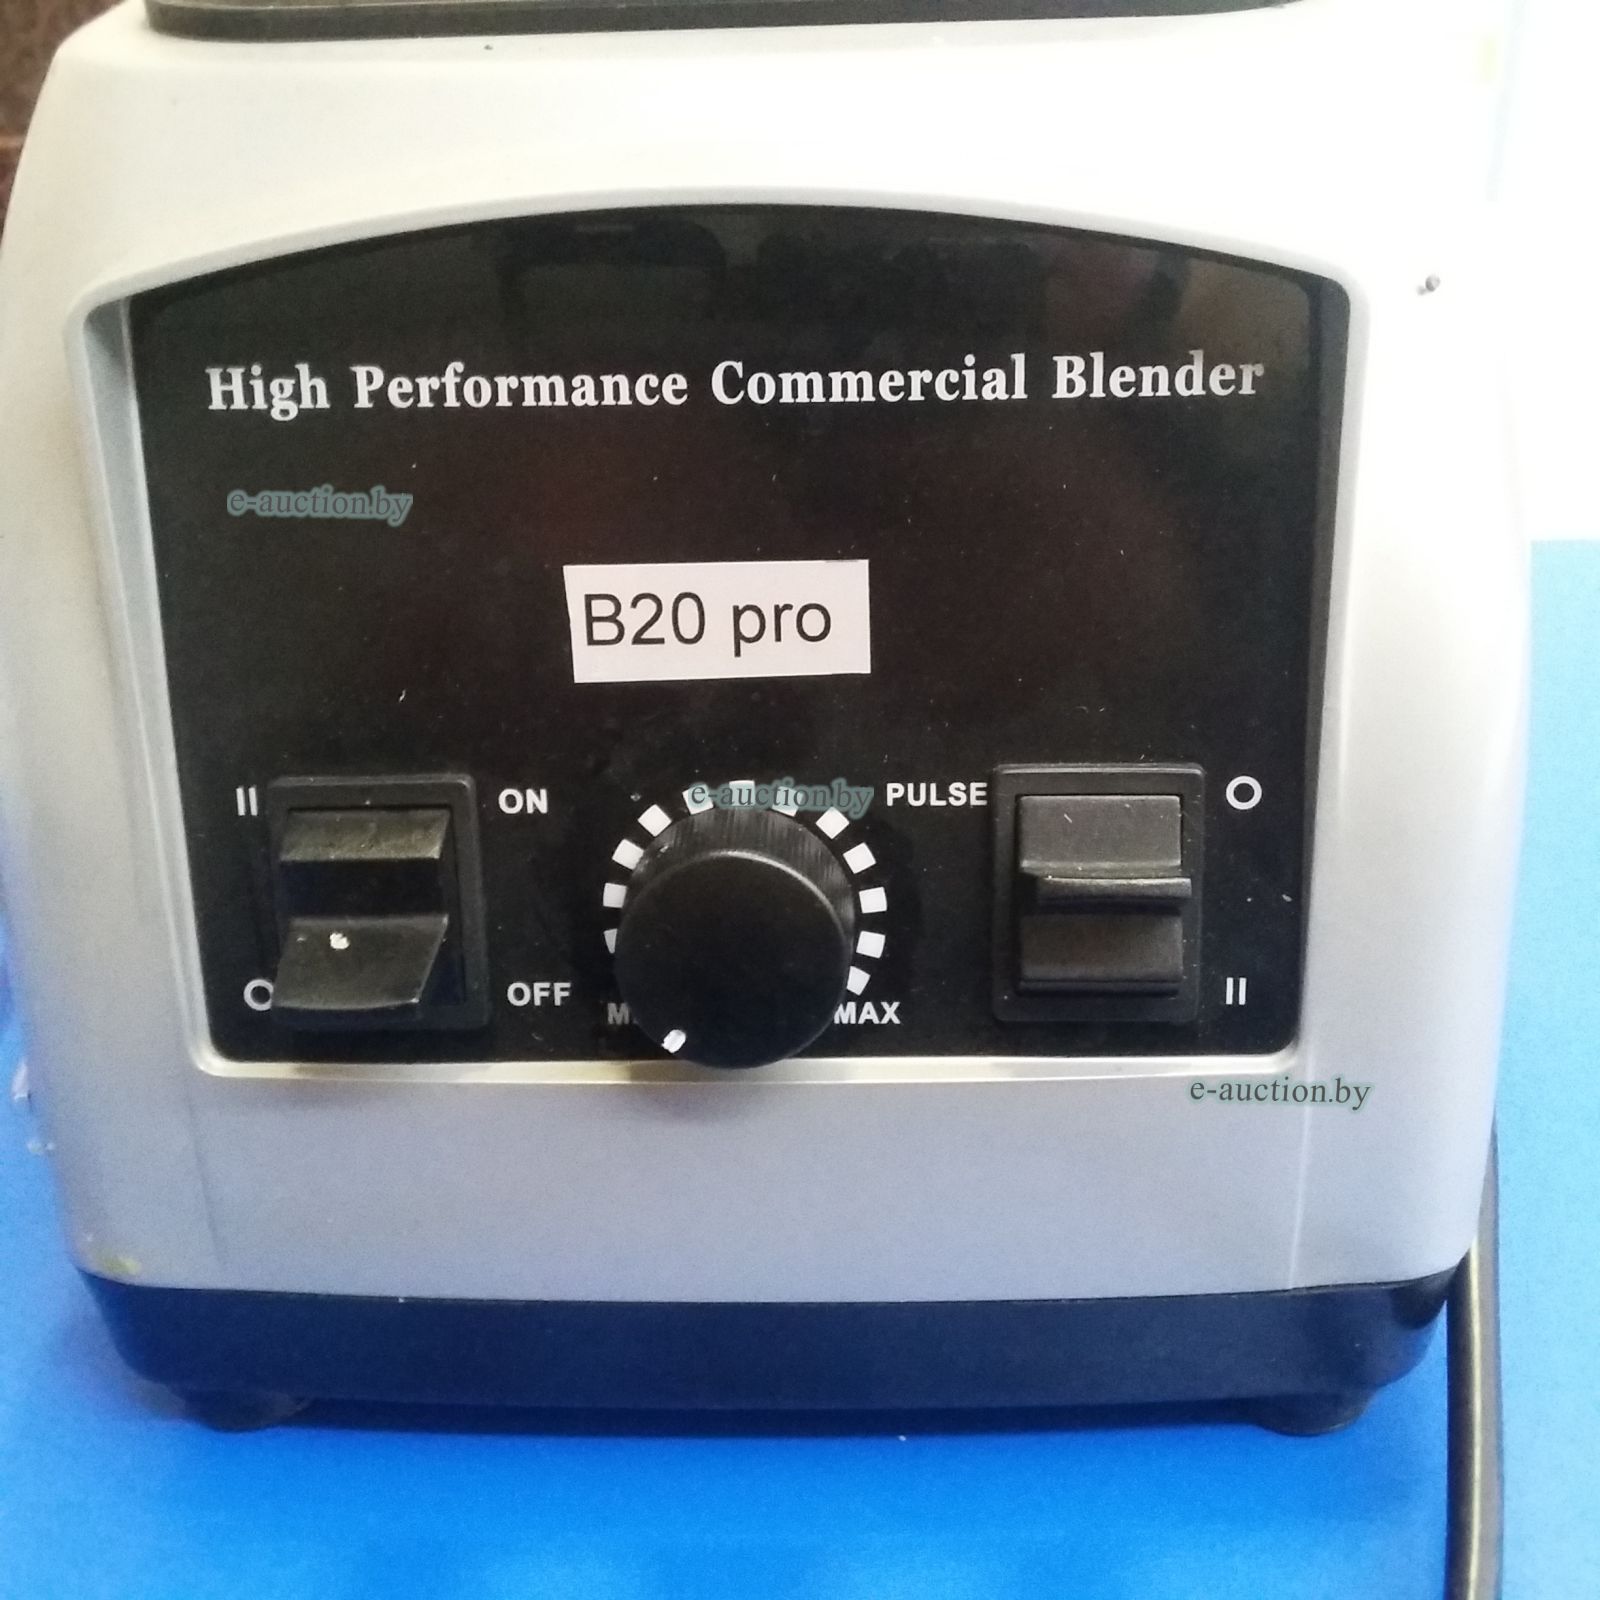 High Performance Commercial Blender
e-auction.by
B20 pro
II ON
e-auction.by
PULSE O
O OFF
MAX
II
e-auction.by